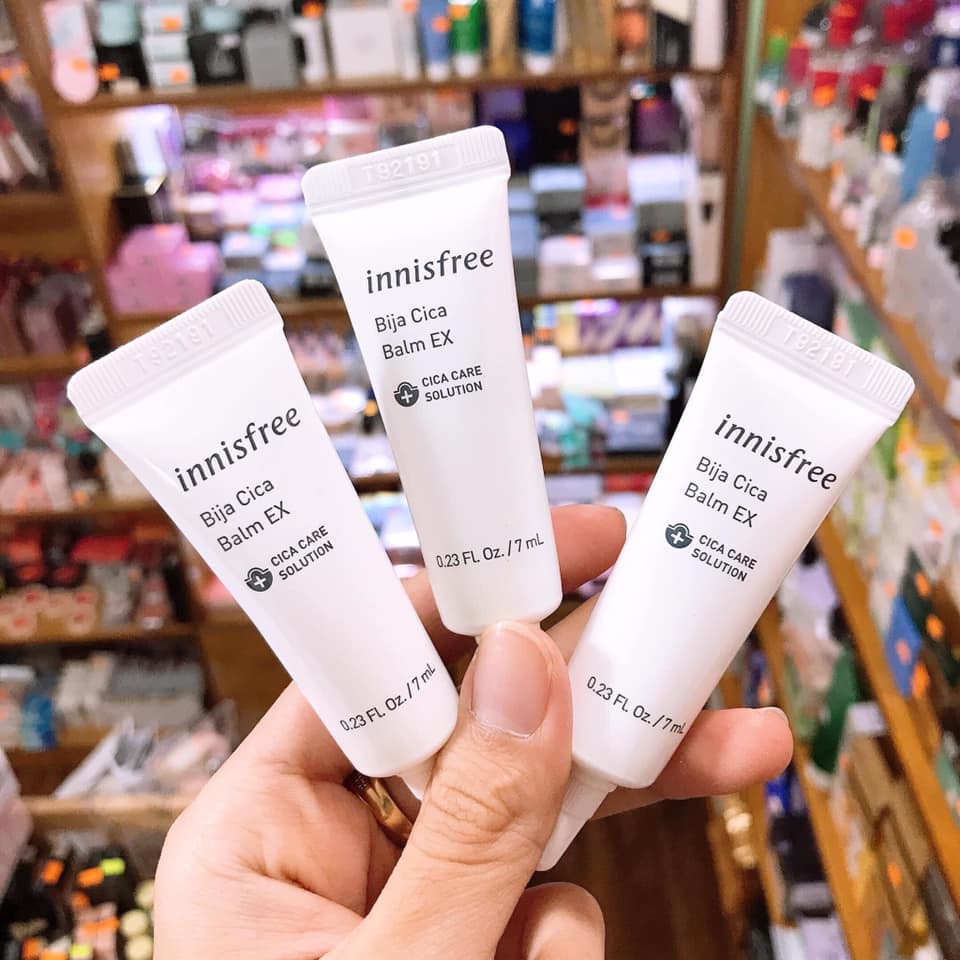 T92191
innisfree
Bija Cica
Balm EX
CICA CARE
SOLUTION
0.23 FL. Oz. / 7 mL
T92191
innisfree
Bija Cica
Balm EX
CICA CARE
SOLUTION
0.23 FL. Oz. / 7 mL
T92191
innisfree
Bija Cica
Balm EX
CICA CARE
SOLUTION
0.23 FL. Oz. / 7 mL